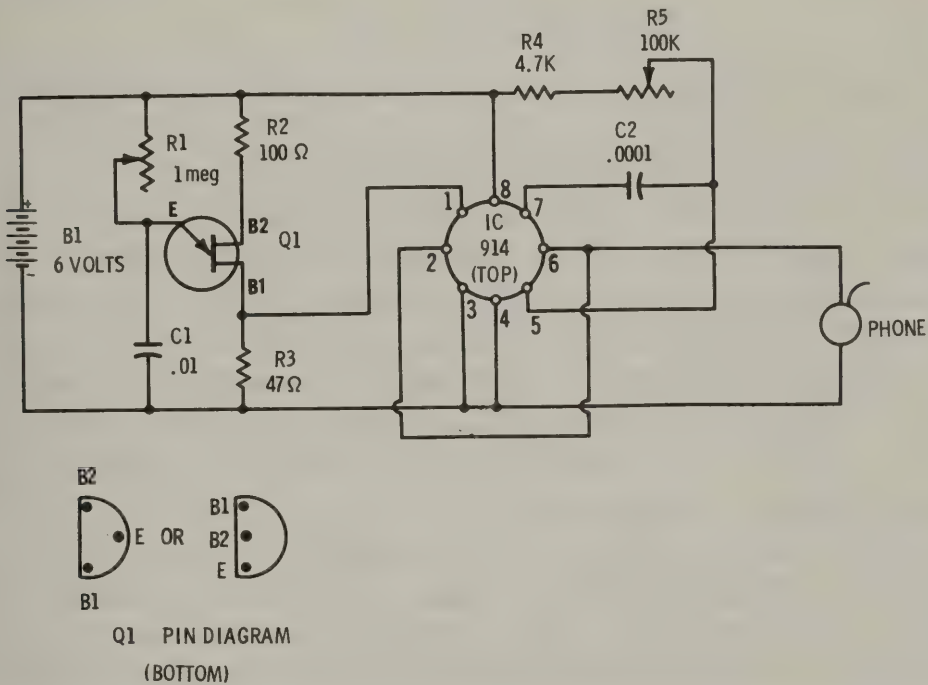 R4
4.7K
R5
100K
R1
1meg
R2
100 Ω
C2
.0001
E
B2
Q1
B1
+
B1
6 VOLTS
-
1
8
7
IC
914
(TOP)
2
6
3
4
5
PHONE
C1
.01
R3
47Ω
B2
E OR
B1
B1
B2
E
Q1 PIN DIAGRAM
(BOTTOM)